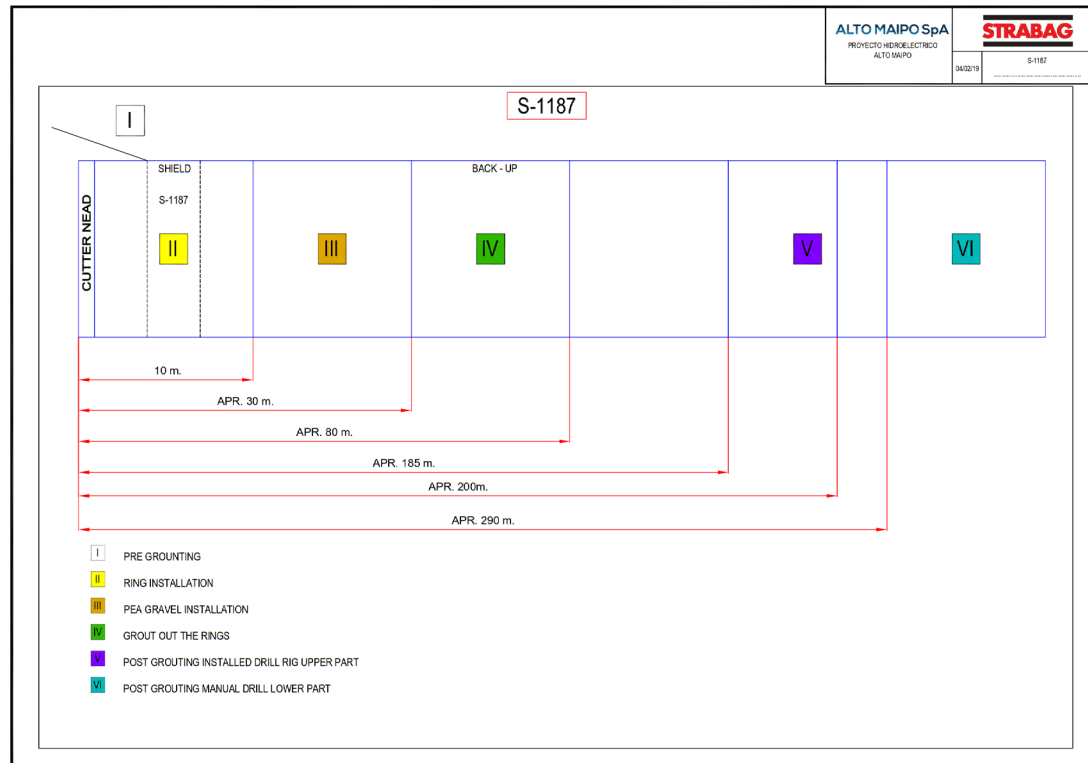 ALTO MAIPO SpA
PROYECTO HIDROELECTRICO
ALTO MAIPO
STRABAG
04/02/19
S-1187
S-1187
I
SHIELD
BACK - UP
S-1187
CUTTER NEAD
II
III
IV
V
VI
10 m.
APR. 30 m.
APR. 80 m.
APR. 185 m.
APR. 200m.
APR. 290 m.
I PRE GROUNTING
II RING INSTALLATION
III PEA GRAVEL INSTALLATION
IV GROUT OUT THE RINGS
V POST GROUTING INSTALLED DRILL RIG UPPER PART
VI POST GROUTING MANUAL DRILL LOWER PART